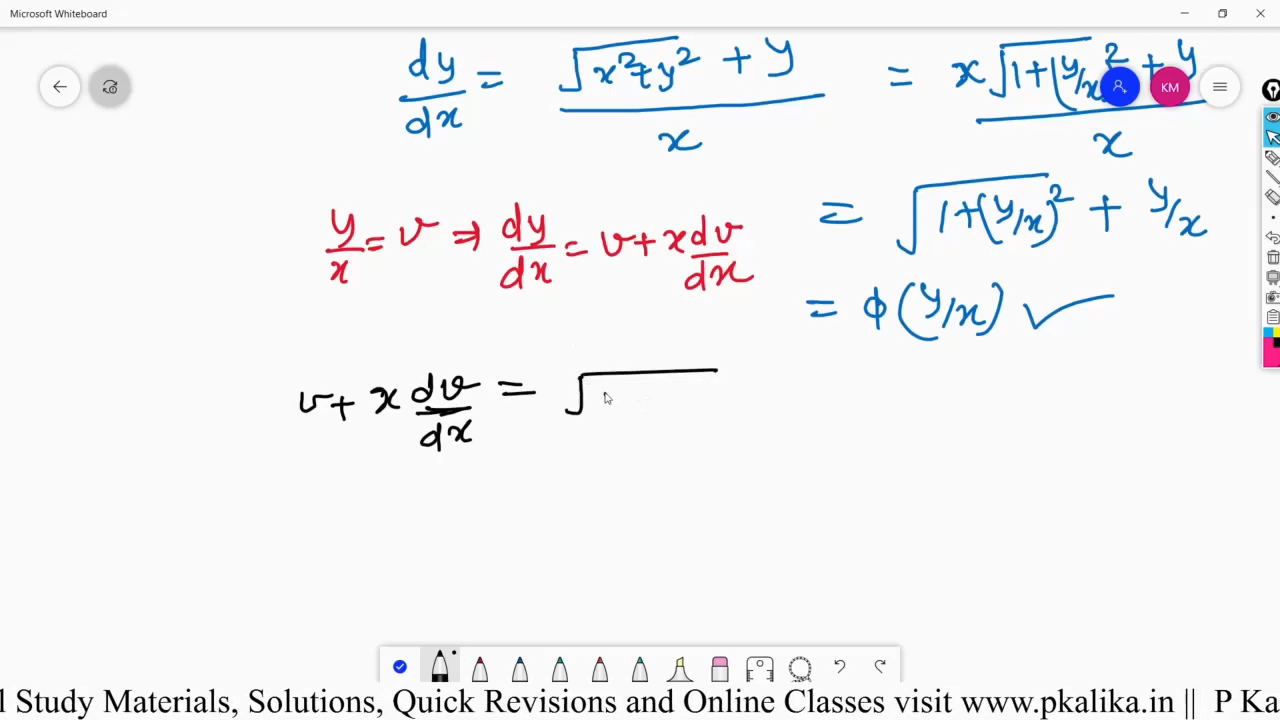 Microsoft Whiteboard
dy/dx = (√(x²+y²) + y)/x = (x√(1+(y/x)²) + y)/x
= √(1+(y/x)²) + y/x
y/x = v ⇒ dy/dx = v + x dv/dx
= φ(y/x) ✓
v + x dv/dx = √
KM
l Study Materials, Solutions, Quick Revisions and Online Classes visit www.pkalika.in || P Ka